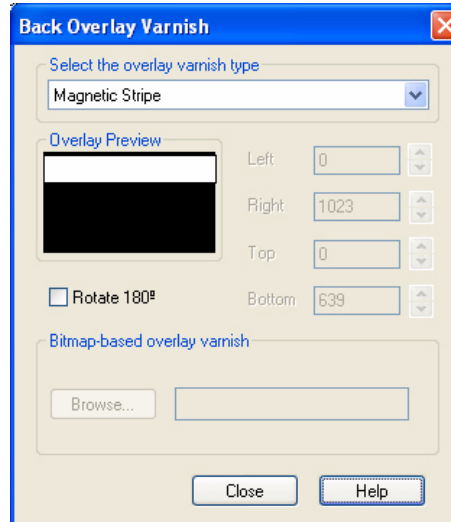 Back Overlay Varnish
Select the overlay varnish type
Magnetic Stripe
Overlay Preview
Left 0
Right 1023
Top 0
Rotate 180º
Bottom 639
Bitmap-based overlay varnish
Browse...
Close Help